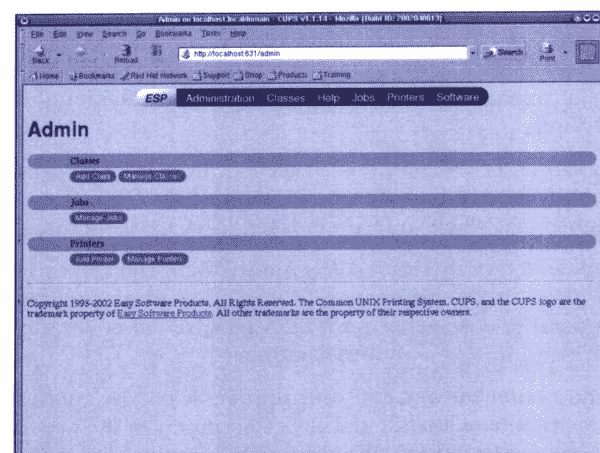 Admin on localhost.localdomain - CUPS v1.1.14 - Mozilla {Build ID: 2002040813}
File Edit View Search Go Bookmarks Tasks Help
Back Reload http://localhost:631/admin Search Print
Home Bookmarks Red Hat Network Support Shop Products Training
ESP Administration Classes Help Jobs Printers Software
Admin
Classes
Add Class Manage Classes
Jobs
Manage Jobs
Printers
Add Printer Manage Printers
Copyright 1993-2002 Easy Software Products, All Rights Reserved. The Common UNIX Printing System, CUPS, and the CUPS logo are the
trademark property of Easy Software Products. All other trademarks are the property of their respective owners.